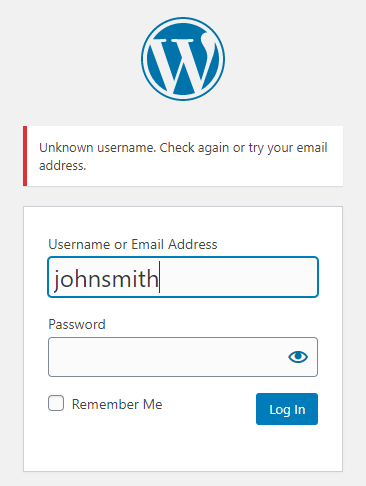 Unknown username. Check again or try your email
address.
Username or Email Address
johnsmith
Password
Remember Me
Log In